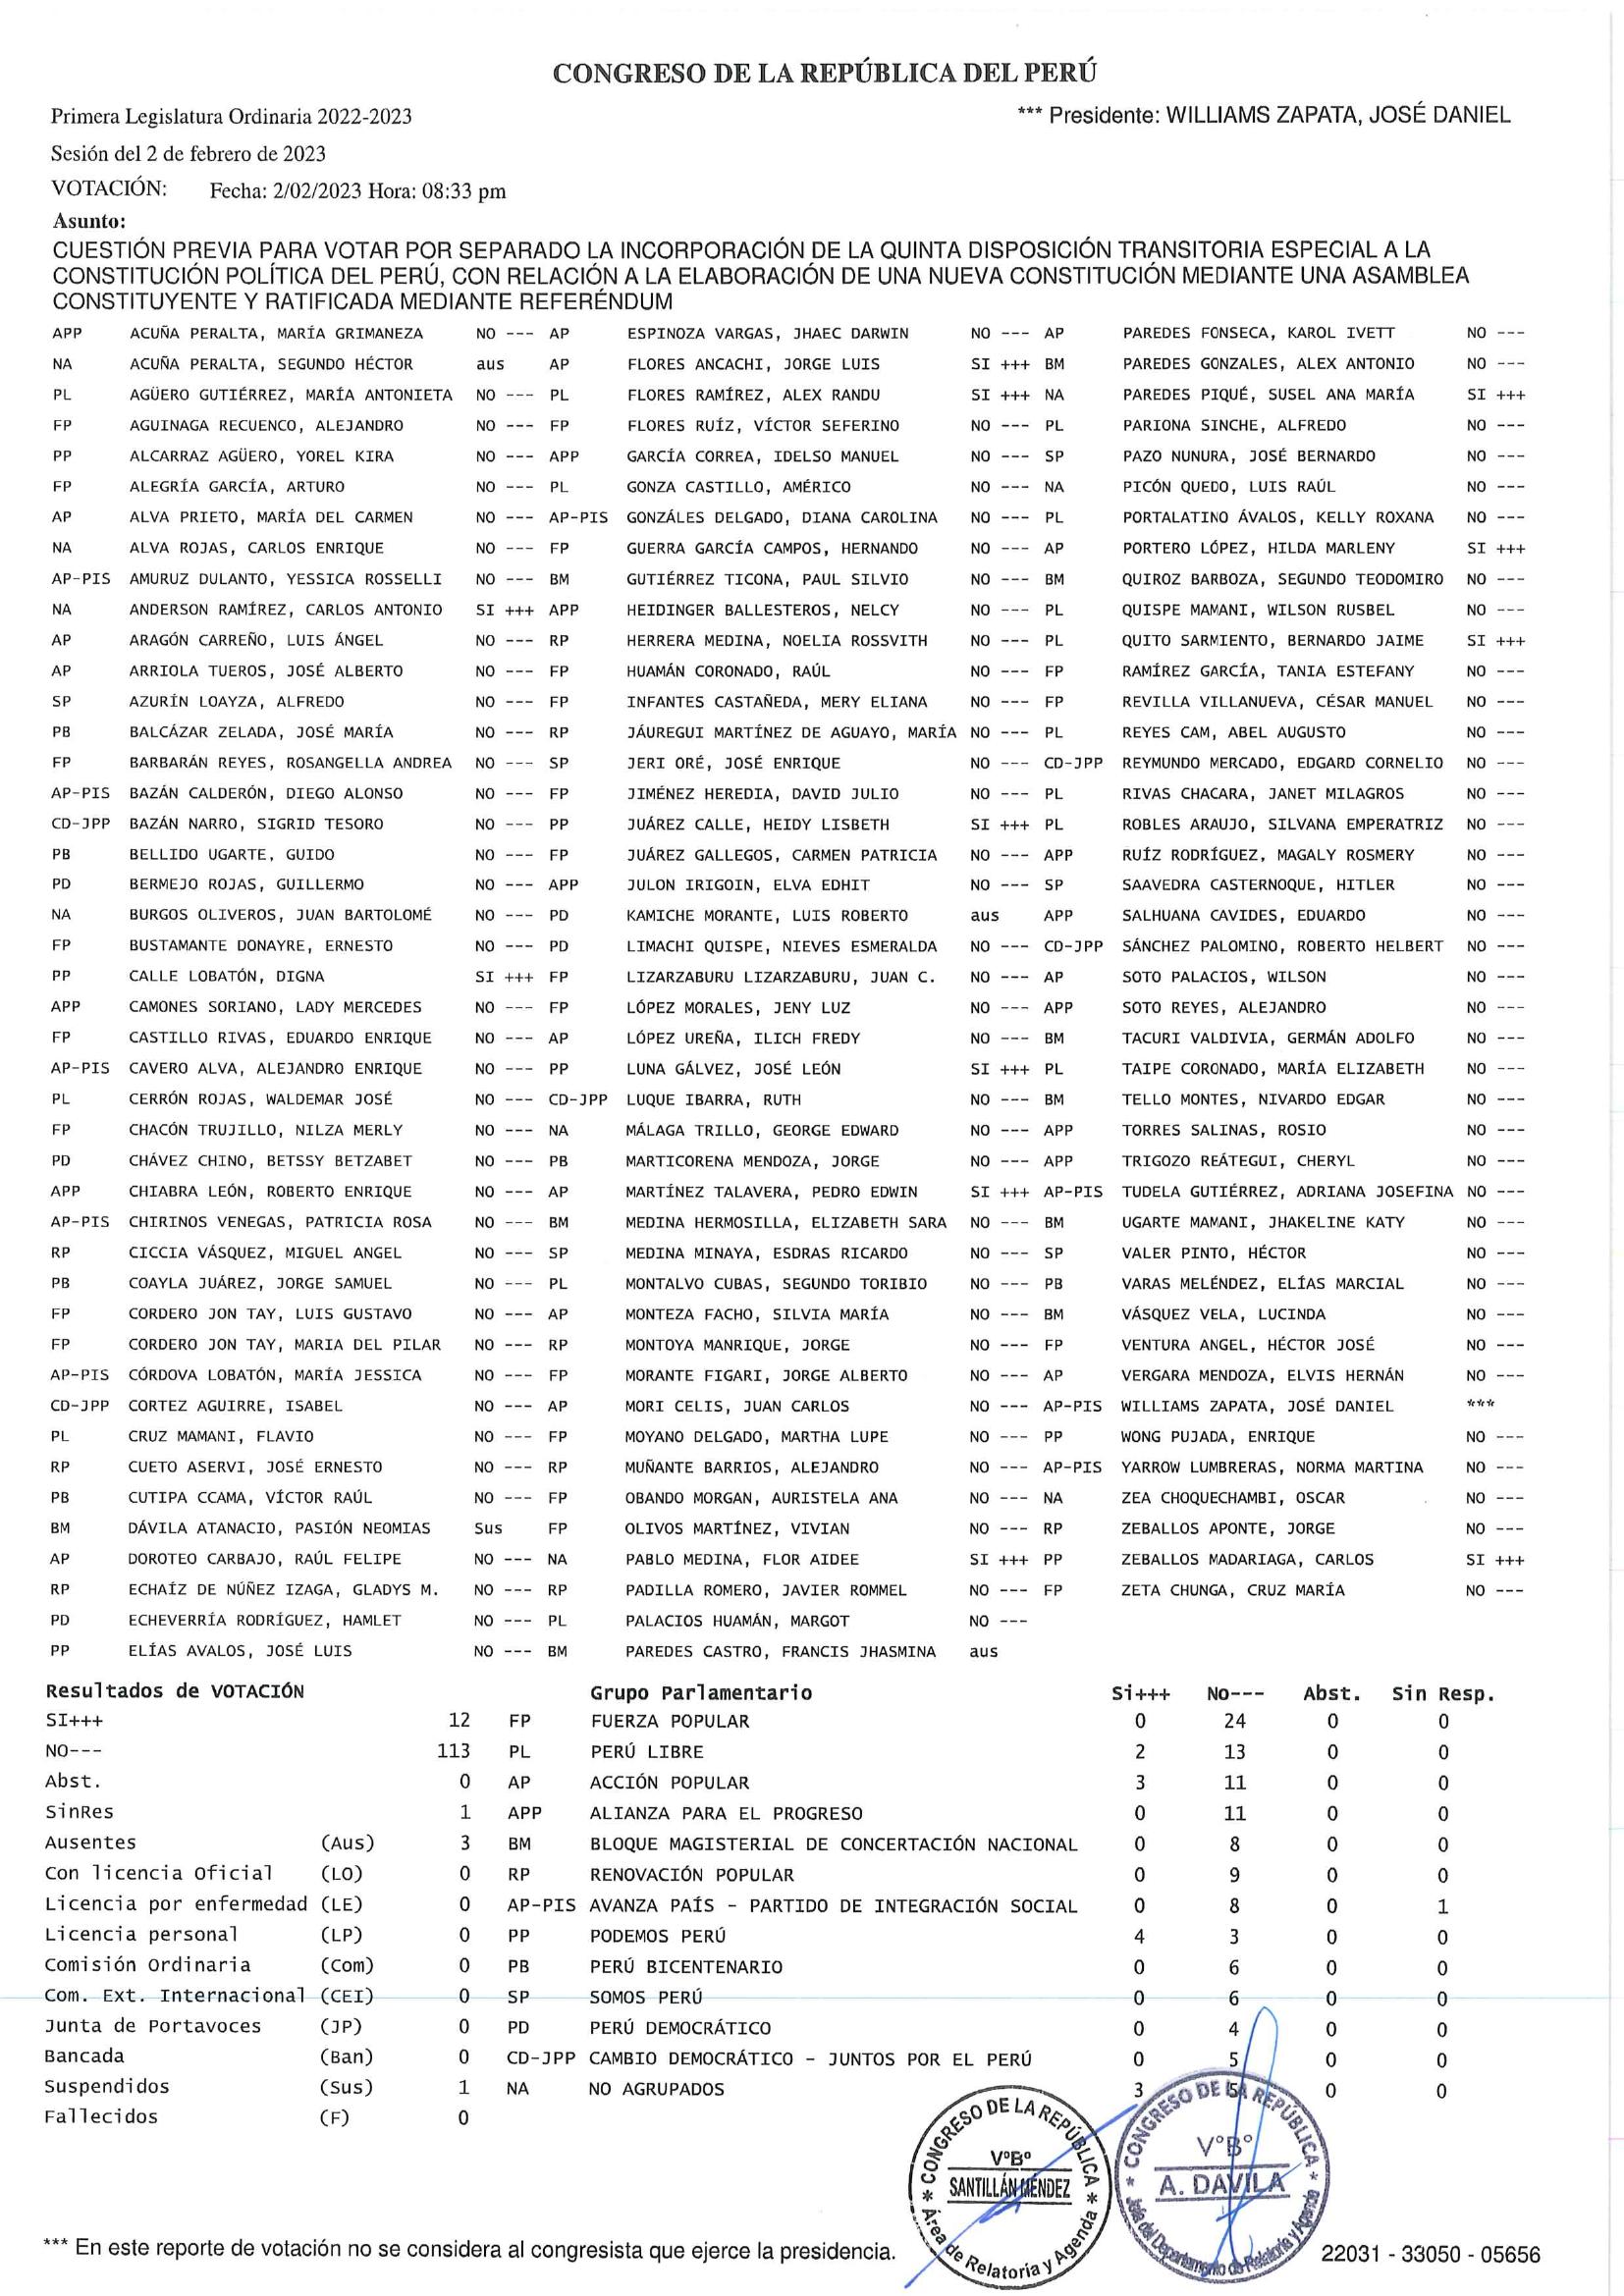 CONGRESO DE LA REPÚBLICA DEL PERÚ
Primera Legislatura Ordinaria 2022-2023 *** Presidente: WILLIAMS ZAPATA, JOSÉ DANIEL
Sesión del 2 de febrero de 2023
VOTACIÓN: Fecha: 2/02/2023 Hora: 08:33 pm
Asunto:
CUESTIÓN PREVIA PARA VOTAR POR SEPARADO LA INCORPORACIÓN DE LA QUINTA DISPOSICIÓN TRANSITORIA ESPECIAL A LA
CONSTITUCIÓN POLÍTICA DEL PERÚ, CON RELACIÓN A LA ELABORACIÓN DE UNA NUEVA CONSTITUCIÓN MEDIANTE UNA ASAMBLEA
CONSTITUYENTE Y RATIFICADA MEDIANTE REFERÉNDUM
APP ACUÑA PERALTA, MARÍA GRIMANEZA NO --- AP ESPINOZA VARGAS, JHAEC DARWIN NO --- AP PAREDES FONSECA, KAROL IVETT NO ---
NA ACUÑA PERALTA, SEGUNDO HÉCTOR aus AP FLORES ANCACHI, JORGE LUIS SI +++ BM PAREDES GONZALES, ALEX ANTONIO NO ---
PL AGÜERO GUTIÉRREZ, MARÍA ANTONIETA NO --- PL FLORES RAMÍREZ, ALEX RANDU SI +++ NA PAREDES PIQUÉ, SUSEL ANA MARÍA SI +++
FP AGUINAGA RECUENCO, ALEJANDRO NO --- FP FLORES RUÍZ, VÍCTOR SEFERINO NO --- PL PARIONA SINCHE, ALFREDO NO ---
PP ALCARRAZ AGÜERO, YOREL KIRA NO --- APP GARCÍA CORREA, IDELSO MANUEL NO --- SP PAZO NUNURA, JOSÉ BERNARDO NO ---
FP ALEGRÍA GARCÍA, ARTURO NO --- PL GONZA CASTILLO, AMÉRICO NO --- NA PICÓN QUEDO, LUIS RAÚL NO ---
AP ALVA PRIETO, MARÍA DEL CARMEN NO --- AP-PIS GONZÁLES DELGADO, DIANA CAROLINA NO --- PL PORTALATINO ÁVALOS, KELLY ROXANA NO ---
NA ALVA ROJAS, CARLOS ENRIQUE NO --- FP GUERRA GARCÍA CAMPOS, HERNANDO NO --- AP PORTERO LÓPEZ, HILDA MARLENY SI +++
AP-PIS AMURUZ DULANTO, YESSICA ROSSELLI NO --- BM GUTIÉRREZ TICONA, PAUL SILVIO NO --- BM QUIROZ BARBOZA, SEGUNDO TEODOMIRO NO ---
NA ANDERSON RAMÍREZ, CARLOS ANTONIO SI +++ APP HEIDINGER BALLESTEROS, NELCY NO --- PL QUISPE MAMANI, WILSON RUSBEL NO ---
AP ARAGÓN CARREÑO, LUIS ÁNGEL NO --- RP HERRERA MEDINA, NOELIA ROSSVITH NO --- PL QUITO SARMIENTO, BERNARDO JAIME SI +++
AP ARRIOLA TUEROS, JOSÉ ALBERTO NO --- FP HUAMÁN CORONADO, RAÚL NO --- FP RAMÍREZ GARCÍA, TANIA ESTEFANY NO ---
SP AZURÍN LOAYZA, ALFREDO NO --- FP INFANTES CASTAÑEDA, MERY ELIANA NO --- FP REVILLA VILLANUEVA, CÉSAR MANUEL NO ---
PB BALCÁZAR ZELADA, JOSÉ MARÍA NO --- RP JÁUREGUI MARTÍNEZ DE AGUAYO, MARÍA NO --- PL REYES CAM, ABEL AUGUSTO NO ---
FP BARBARÁN REYES, ROSANGELLA ANDREA NO --- SP JERI ORÉ, JOSÉ ENRIQUE NO --- CD-JPP REYMUNDO MERCADO, EDGARD CORNELIO NO ---
AP-PIS BAZÁN CALDERÓN, DIEGO ALONSO NO --- FP JIMÉNEZ HEREDIA, DAVID JULIO NO --- PL RIVAS CHACARA, JANET MILAGROS NO ---
CD-JPP BAZÁN NARRO, SIGRID TESORO NO --- PP JUÁREZ CALLE, HEIDY LISBETH SI +++ PL ROBLES ARAUJO, SILVANA EMPERATRIZ NO ---
PB BELLIDO UGARTE, GUIDO NO --- FP JUÁREZ GALLEGOS, CARMEN PATRICIA NO --- APP RUÍZ RODRÍGUEZ, MAGALY ROSMERY NO ---
PD BERMEJO ROJAS, GUILLERMO NO --- APP JULON IRIGOIN, ELVA EDHIT NO --- SP SAAVEDRA CASTERNOQUE, HITLER NO ---
NA BURGOS OLIVEROS, JUAN BARTOLOMÉ NO --- PD KAMICHE MORANTE, LUIS ROBERTO aus APP SALHUANA CAVIDES, EDUARDO NO ---
FP BUSTAMANTE DONAYRE, ERNESTO NO --- PD LIMACHI QUISPE, NIEVES ESMERALDA NO --- CD-JPP SÁNCHEZ PALOMINO, ROBERTO HELBERT NO ---
PP CALLE LOBATÓN, DIGNA SI +++ FP LIZARZABURU LIZARZABURU, JUAN C. NO --- AP SOTO PALACIOS, WILSON NO ---
APP CAMONES SORIANO, LADY MERCEDES NO --- FP LÓPEZ MORALES, JENY LUZ NO --- APP SOTO REYES, ALEJANDRO NO ---
FP CASTILLO RIVAS, EDUARDO ENRIQUE NO --- AP LÓPEZ UREÑA, ILICH FREDY NO --- BM TACURI VALDIVIA, GERMÁN ADOLFO NO ---
AP-PIS CAVERO ALVA, ALEJANDRO ENRIQUE NO --- PP LUNA GÁLVEZ, JOSÉ LEÓN SI +++ PL TAIPE CORONADO, MARÍA ELIZABETH NO ---
PL CERRÓN ROJAS, WALDEMAR JOSÉ NO --- CD-JPP LUQUE IBARRA, RUTH NO --- BM TELLO MONTES, NIVARDO EDGAR NO ---
FP CHACÓN TRUJILLO, NILZA MERLY NO --- NA MÁLAGA TRILLO, GEORGE EDWARD NO --- APP TORRES SALINAS, ROSIO NO ---
PD CHÁVEZ CHINO, BETSSY BETZABET NO --- PB MARTICORENA MENDOZA, JORGE NO --- APP TRIGOZO REÁTEGUI, CHERYL NO ---
APP CHIABRA LEÓN, ROBERTO ENRIQUE NO --- AP MARTÍNEZ TALAVERA, PEDRO EDWIN SI +++ AP-PIS TUDELA GUTIÉRREZ, ADRIANA JOSEFINA NO ---
AP-PIS CHIRINOS VENEGAS, PATRICIA ROSA NO --- BM MEDINA HERMOSILLA, ELIZABETH SARA NO --- BM UGARTE MAMANI, JHAKELINE KATY NO ---
RP CICCIA VÁSQUEZ, MIGUEL ANGEL NO --- SP MEDINA MINAYA, ESDRAS RICARDO NO --- SP VALER PINTO, HÉCTOR NO ---
PB COAYLA JUÁREZ, JORGE SAMUEL NO --- PL MONTALVO CUBAS, SEGUNDO TORIBIO NO --- PB VARAS MELÉNDEZ, ELÍAS MARCIAL NO ---
FP CORDERO JON TAY, LUIS GUSTAVO NO --- AP MONTEZA FACHO, SILVIA MARÍA NO --- BM VÁSQUEZ VELA, LUCINDA NO ---
FP CORDERO JON TAY, MARIA DEL PILAR NO --- RP MONTOYA MANRIQUE, JORGE NO --- FP VENTURA ANGEL, HÉCTOR JOSÉ NO ---
AP-PIS CÓRDOVA LOBATÓN, MARÍA JESSICA NO --- FP MORANTE FIGARI, JORGE ALBERTO NO --- AP VERGARA MENDOZA, ELVIS HERNÁN NO ---
CD-JPP CORTEZ AGUIRRE, ISABEL NO --- AP MORI CELIS, JUAN CARLOS NO --- AP-PIS WILLIAMS ZAPATA, JOSÉ DANIEL ***
PL CRUZ MAMANI, FLAVIO NO --- FP MOYANO DELGADO, MARTHA LUPE NO --- PP WONG PUJADA, ENRIQUE NO ---
RP CUETO ASERVI, JOSÉ ERNESTO NO --- RP MUÑANTE BARRIOS, ALEJANDRO NO --- AP-PIS YARROW LUMBRERAS, NORMA MARTINA NO ---
PB CUTIPA CCAMA, VÍCTOR RAÚL NO --- FP OBANDO MORGAN, AURISTELA ANA NO --- NA ZEA CHOQUECHAMBI, OSCAR NO ---
BM DÁVILA ATANACIO, PASIÓN NEOMIAS Sus FP OLIVOS MARTÍNEZ, VIVIAN NO --- RP ZEBALLOS APONTE, JORGE NO ---
AP DOROTEO CARBAJO, RAÚL FELIPE NO --- NA PABLO MEDINA, FLOR AIDEE SI +++ PP ZEBALLOS MADARIAGA, CARLOS SI +++
RP ECHAÍZ DE NÚÑEZ IZAGA, GLADYS M. NO --- RP PADILLA ROMERO, JAVIER ROMMEL NO --- FP ZETA CHUNGA, CRUZ MARÍA NO ---
PD ECHEVERRÍA RODRÍGUEZ, HAMLET NO --- PL PALACIOS HUAMÁN, MARGOT NO ---
PP ELÍAS AVALOS, JOSÉ LUIS NO --- BM PAREDES CASTRO, FRANCIS JHASMINA aus
Resultados de VOTACIÓN Grupo Parlamentario Si+++ No--- Abst. Sin Resp.
SI+++ 12 FP FUERZA POPULAR 0 24 0 0
NO--- 113 PL PERÚ LIBRE 2 13 0 0
Abst. 0 AP ACCIÓN POPULAR 3 11 0 0
SinRes 1 APP ALIANZA PARA EL PROGRESO 0 11 0 0
Ausentes (Aus) 3 BM BLOQUE MAGISTERIAL DE CONCERTACIÓN NACIONAL 0 8 0 0
Con licencia Oficial (LO) 0 RP RENOVACIÓN POPULAR 0 9 0 0
Licencia por enfermedad (LE) 0 AP-PIS AVANZA PAÍS - PARTIDO DE INTEGRACIÓN SOCIAL 0 8 0 1
Licencia personal (LP) 0 PP PODEMOS PERÚ 4 3 0 0
Comisión Ordinaria (Com) 0 PB PERÚ BICENTENARIO 0 6 0 0
Com. Ext. Internacional (CEI) 0 SP SOMOS PERÚ 0 6 0 0
Junta de Portavoces (JP) 0 PD PERÚ DEMOCRÁTICO 0 4 0 0
Bancada (Ban) 0 CD-JPP CAMBIO DEMOCRÁTICO - JUNTOS POR EL PERÚ 0 5 0 0
Suspendidos (Sus) 1 NA NO AGRUPADOS 3 5 0 0
Fallecidos (F) 0
* CONGRESO DE LA REPÚBLICA *
V°B°
SANTILLÁN MENDEZ
Área de Relatoría y Agenda
* CONGRESO DE LA REPÚBLICA *
V°B°
A. DAVILA
Jefa del Departamento de Relatoría y Agenda
*** En este reporte de votación no se considera al congresista que ejerce la presidencia. 22031 - 33050 - 05656